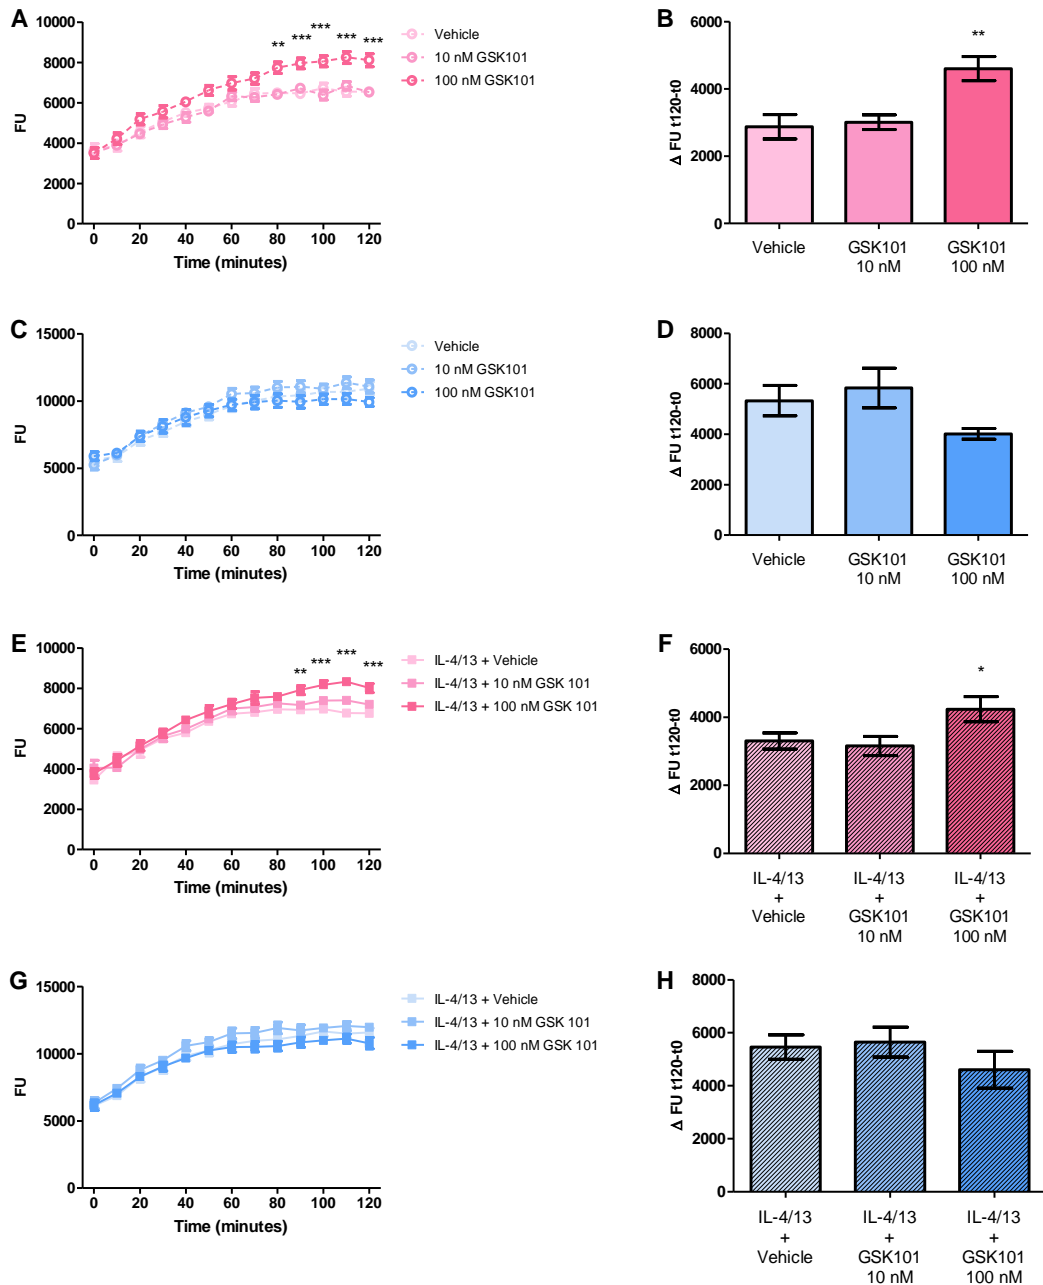 A
10000
8000
6000
4000
2000
0
FU
** *** *** *** ***
0 20 40 60 80 100 120
Time (minutes)
Vehicle
10 nM GSK101
100 nM GSK101
B
6000
4000
2000
0
Δ FU t120-t0
**
Vehicle GSK101 GSK101
10 nM 100 nM
C
15000
10000
5000
0
FU
0 20 40 60 80 100 120
Time (minutes)
Vehicle
10 nM GSK101
100 nM GSK101
D
8000
6000
4000
2000
0
Δ FU t120-t0
Vehicle GSK101 GSK101
10 nM 100 nM
E
10000
8000
6000
4000
2000
0
FU
** *** *** ***
0 20 40 60 80 100 120
Time (minutes)
IL-4/13 + Vehicle
IL-4/13 + 10 nM GSK 101
IL-4/13 + 100 nM GSK 101
F
6000
4000
2000
0
Δ FU t120-t0
*
IL-4/13 IL-4/13 IL-4/13
+ + +
Vehicle GSK101 GSK101
10 nM 100 nM
G
15000
10000
5000
0
FU
0 20 40 60 80 100 120
Time (minutes)
IL-4/13 + Vehicle
IL-4/13 + 10 nM GSK 101
IL-4/13 + 100 nM GSK 101
H
8000
6000
4000
2000
0
Δ FU t120-t0
IL-4/13 IL-4/13 IL-4/13
+ + +
Vehicle GSK101 GSK101
10 nM 100 nM